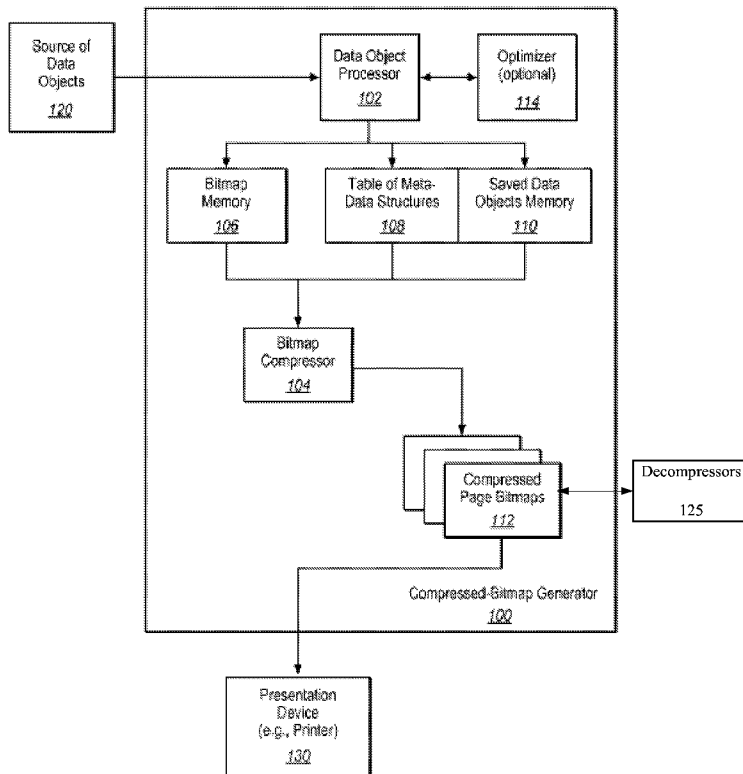 Source of
Data
Objects
120
Data Object
Processor
102
Optimizer
(optional)
114
Bitmap
Memory
106
Table of Meta-
Data Structures
108
Saved Data
Objects Memory
110
Bitmap
Compressor
104
Compressed
Page Bitmaps
112
Decompressors
125
Compressed-Bitmap Generator
100
Presentation
Device
(e.g., Printer)
130